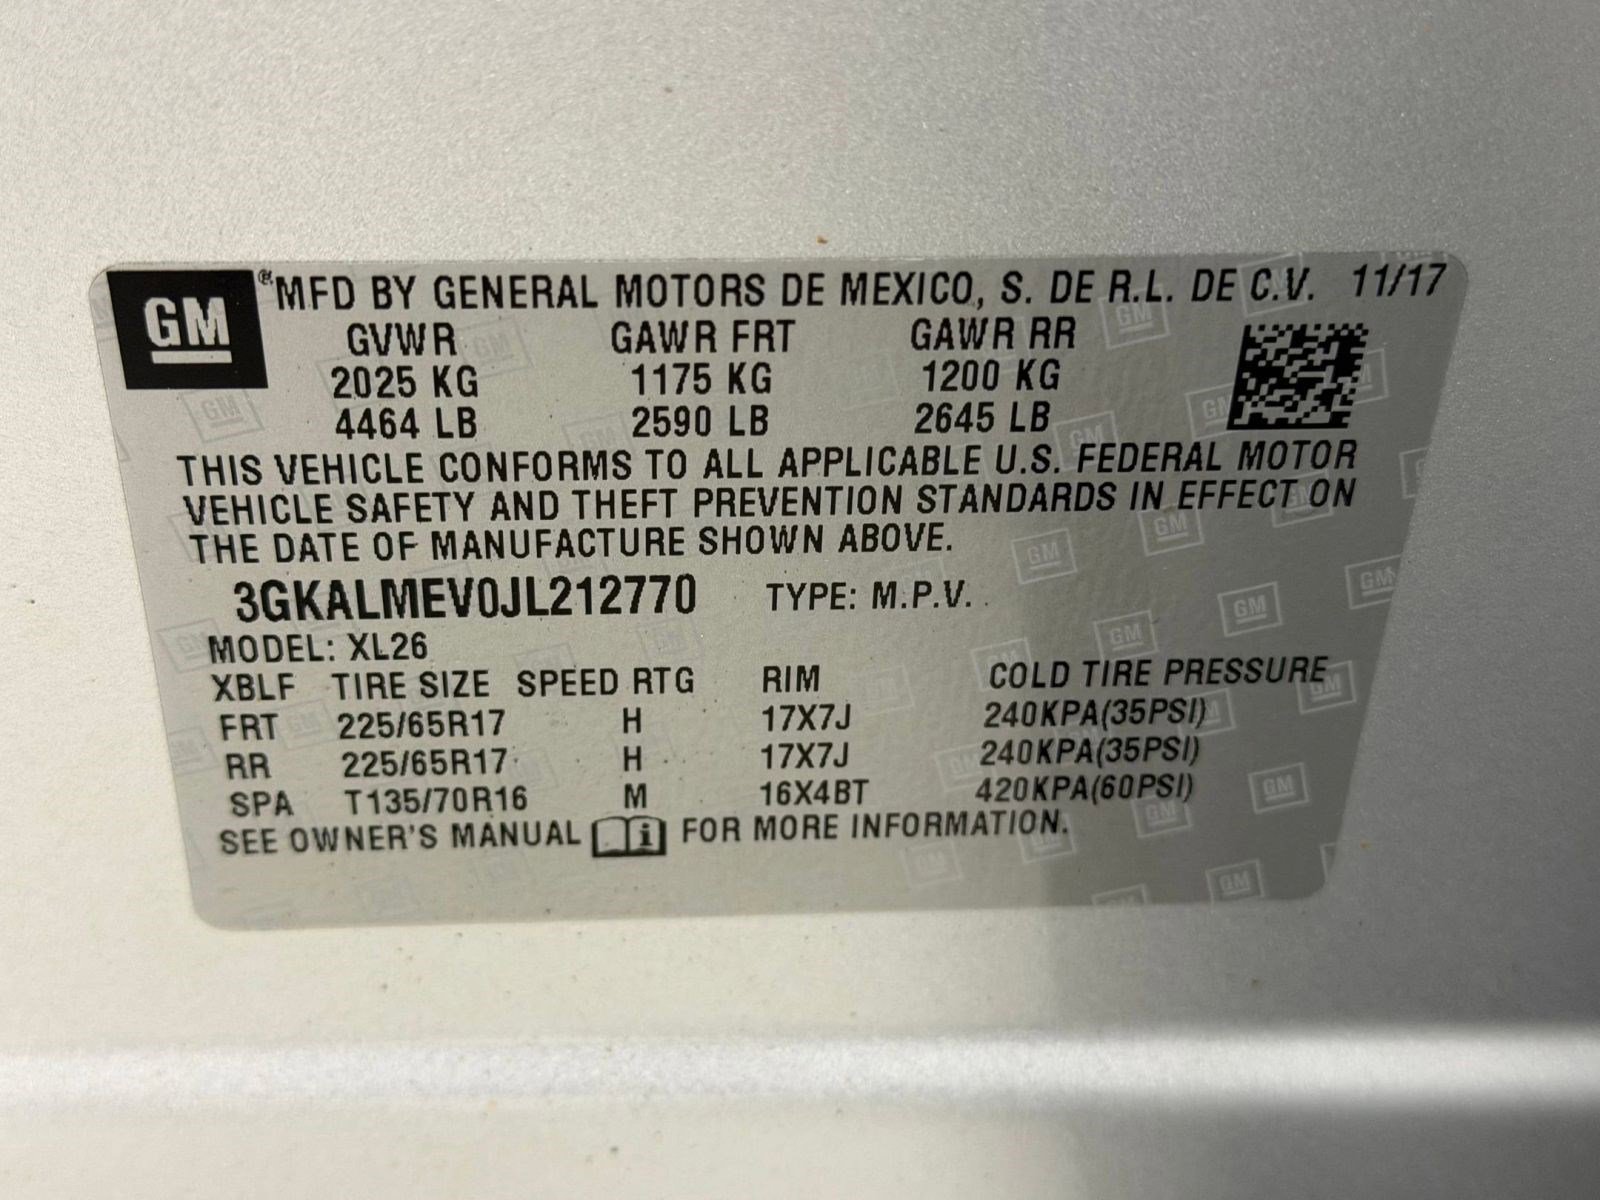 GM
® MFD BY GENERAL MOTORS DE MEXICO, S. DE R.L. DE C.V. 11/17
GVWR GAWR FRT GAWR RR
2025 KG 1175 KG 1200 KG
4464 LB 2590 LB 2645 LB
THIS VEHICLE CONFORMS TO ALL APPLICABLE U.S. FEDERAL MOTOR
VEHICLE SAFETY AND THEFT PREVENTION STANDARDS IN EFFECT ON
THE DATE OF MANUFACTURE SHOWN ABOVE.
3GKALMEV0JL212770 TYPE: M.P.V.
MODEL: XL26
XBLF TIRE SIZE SPEED RTG RIM COLD TIRE PRESSURE
FRT 225/65R17 H 17X7J 240KPA(35PSI)
RR 225/65R17 H 17X7J 240KPA(35PSI)
SPA T135/70R16 M 16X4BT 420KPA(60PSI)
SEE OWNER'S MANUAL i FOR MORE INFORMATION.